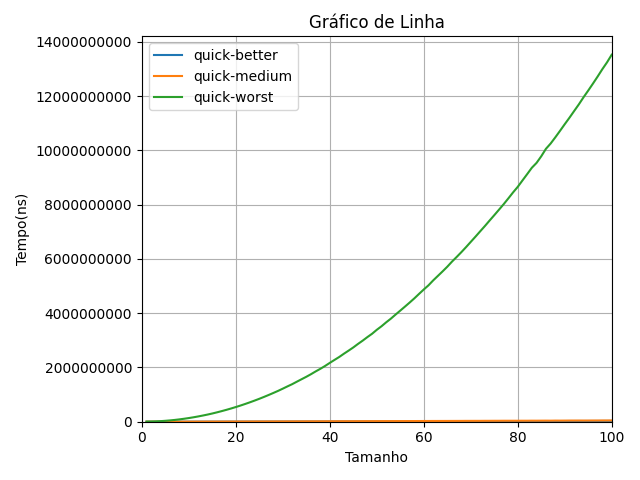 Gráfico de Linha
quick-better
quick-medium
quick-worst
14000000000
12000000000
10000000000
8000000000
6000000000
4000000000
2000000000
0
Tempo(ns)
0 20 40 60 80 100
Tamanho